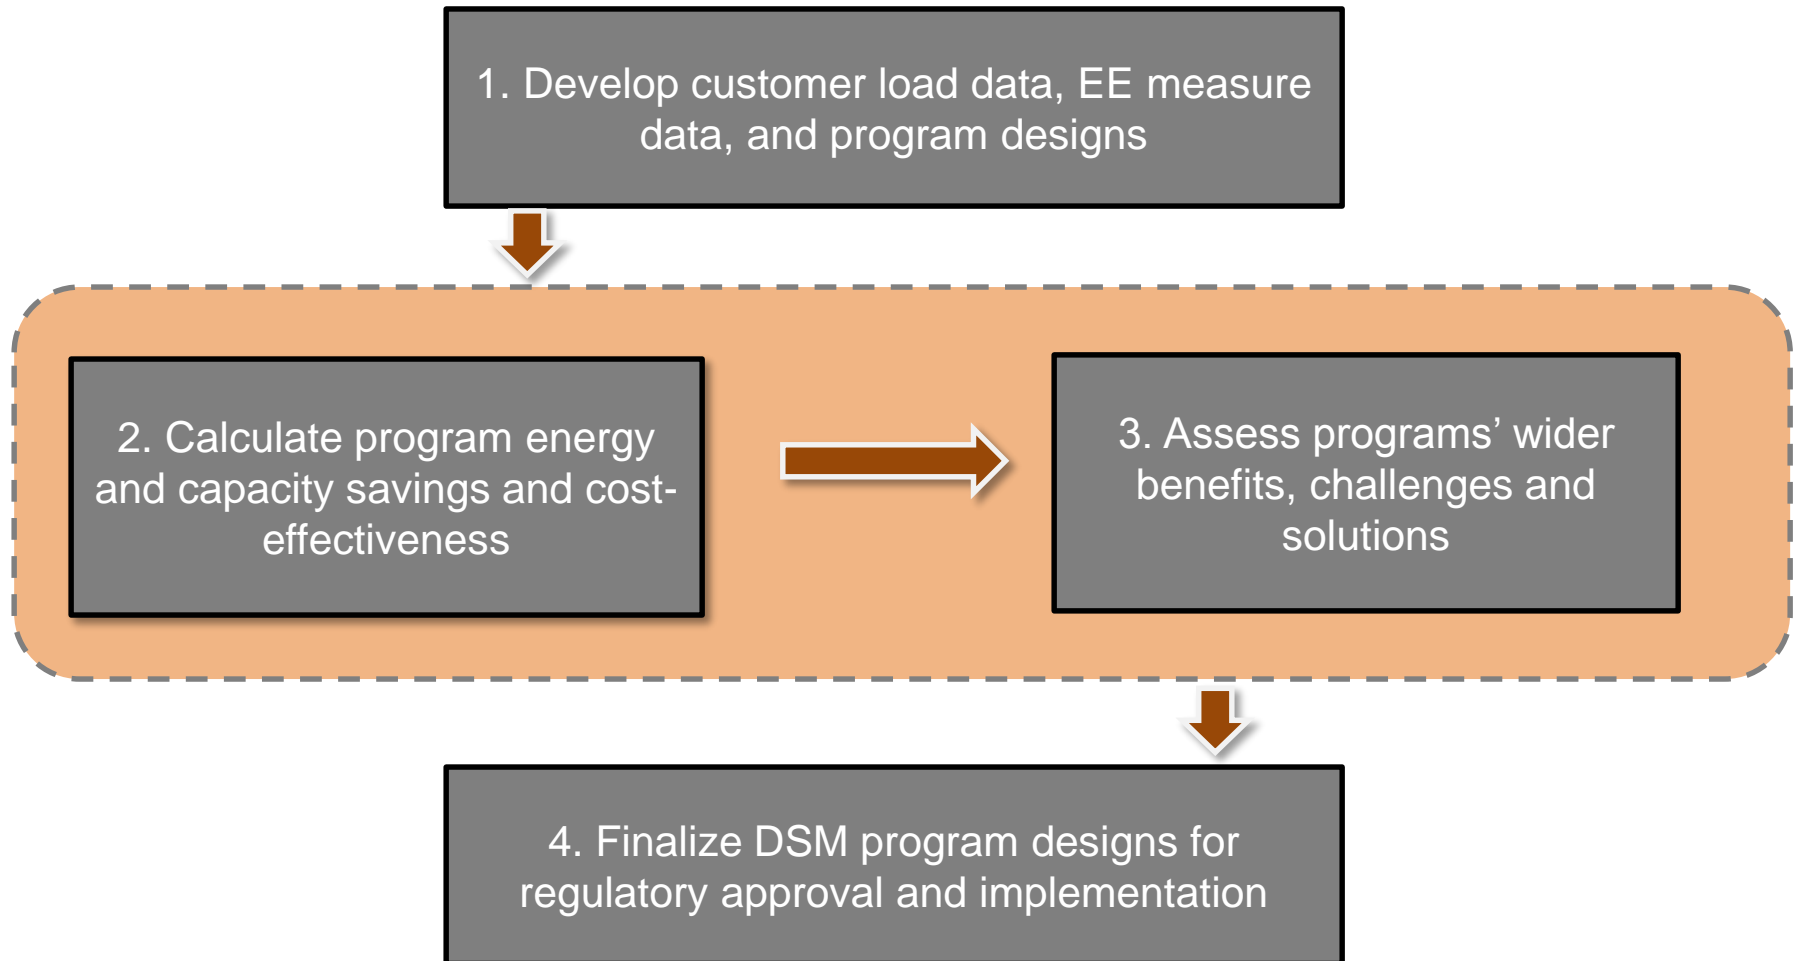 1. Develop customer load data, EE measure
data, and program designs
2. Calculate program energy
and capacity savings and cost-
effectiveness
3. Assess programs’ wider
benefits, challenges and
solutions
4. Finalize DSM program designs for
regulatory approval and implementation